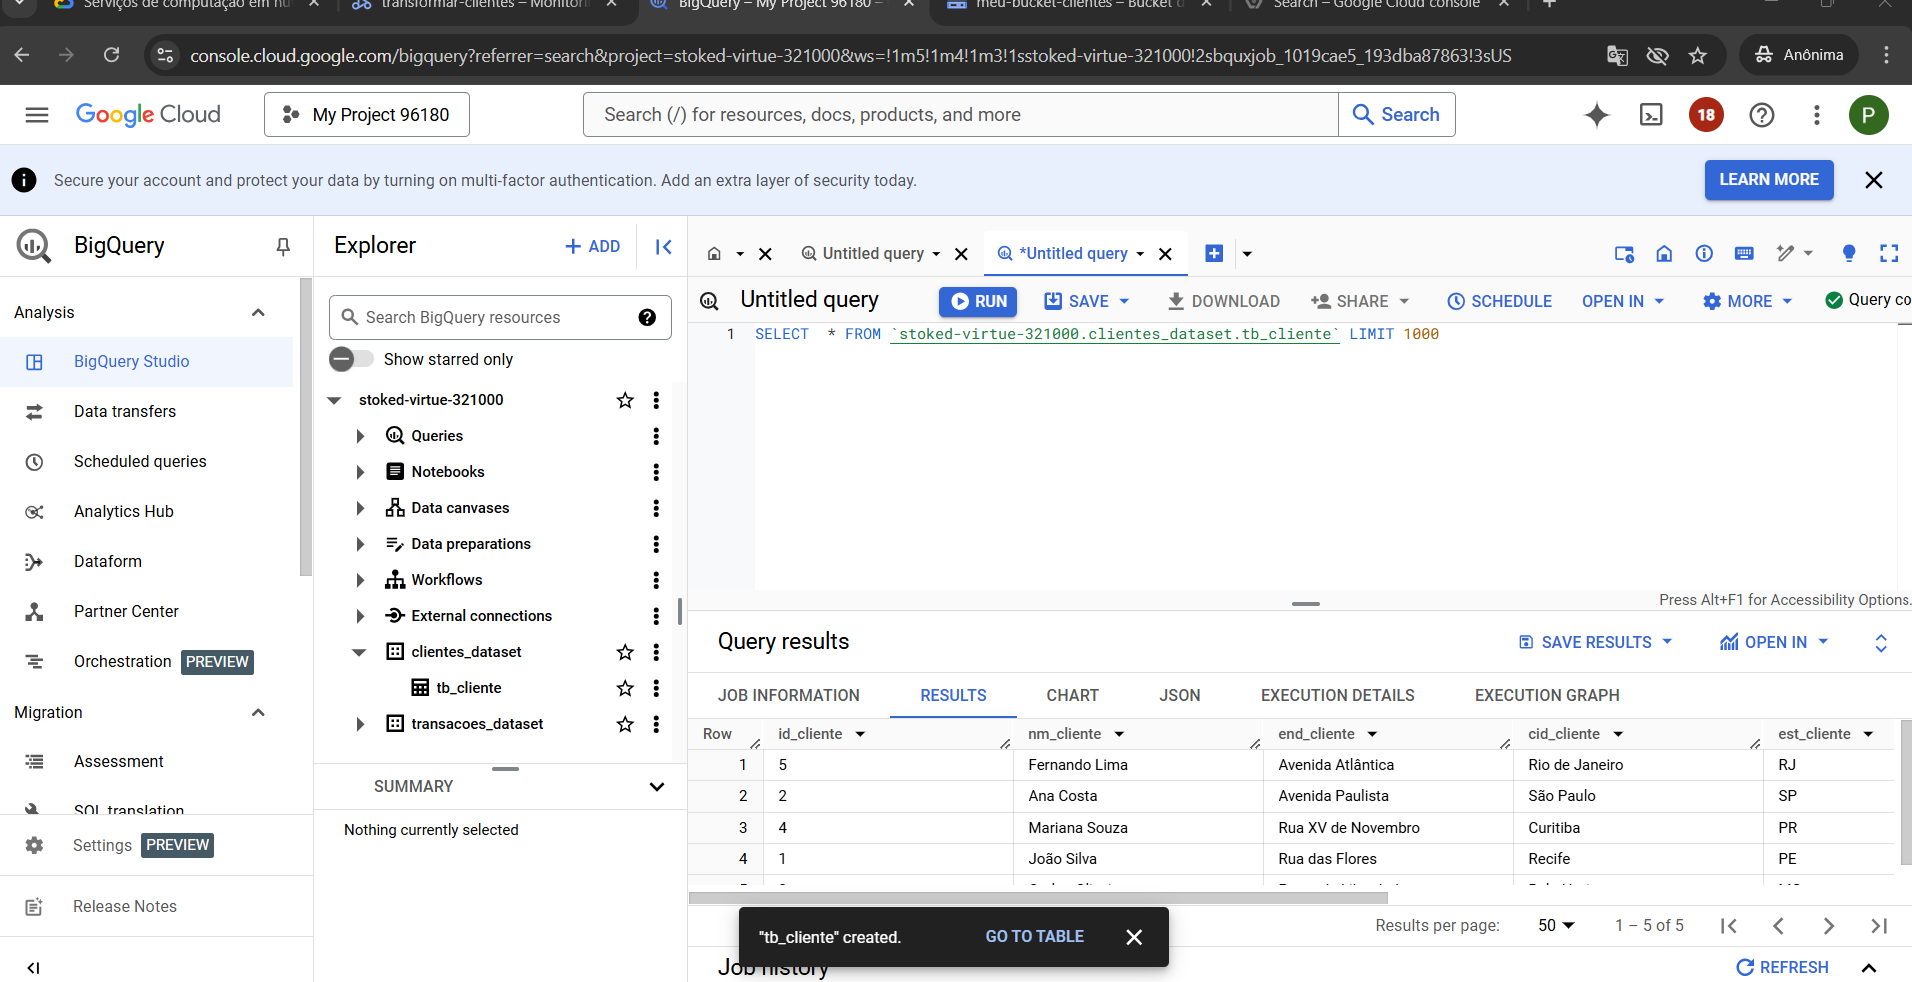 Serviços de computação em nu
transformar-clientes – Monitori
BigQuery – My Project 96180 –
meu-bucket-clientes – Bucket d
Search – Google Cloud console
console.cloud.google.com/bigquery?referrer=search&project=stoked-virtue-321000&ws=!1m5!1m4!1m3!1sstoked-virtue-321000!2sbquxjob_1019cae5_193dba87863!3sUS
Anônima
Google Cloud
My Project 96180
Search (/) for resources, docs, products, and more
Search
18
P
Secure your account and protect your data by turning on multi-factor authentication. Add an extra layer of security today.
LEARN MORE
BigQuery
Analysis
BigQuery Studio
Data transfers
Scheduled queries
Analytics Hub
Dataform
Partner Center
Orchestration PREVIEW
Migration
Assessment
SQL translation
Settings PREVIEW
Release Notes
Explorer
+ ADD
Search BigQuery resources
Show starred only
stoked-virtue-321000
Queries
Notebooks
Data canvases
Data preparations
Workflows
External connections
clientes_dataset
tb_cliente
transacoes_dataset
SUMMARY
Nothing currently selected
Untitled query
*Untitled query
Untitled query
RUN
SAVE
DOWNLOAD
SHARE
SCHEDULE
OPEN IN
MORE
Query co
1 SELECT * FROM `stoked-virtue-321000.clientes_dataset.tb_cliente` LIMIT 1000
Press Alt+F1 for Accessibility Options.
Query results
SAVE RESULTS
OPEN IN
JOB INFORMATION RESULTS CHART JSON EXECUTION DETAILS EXECUTION GRAPH
Row id_cliente nm_cliente end_cliente cid_cliente est_cliente
1 5 Fernando Lima Avenida Atlântica Rio de Janeiro RJ
2 2 Ana Costa Avenida Paulista São Paulo SP
3 4 Mariana Souza Rua XV de Novembro Curitiba PR
4 1 João Silva Rua das Flores Recife PE
Results per page: 50 1 – 5 of 5
"tb_cliente" created. GO TO TABLE
Job history
REFRESH